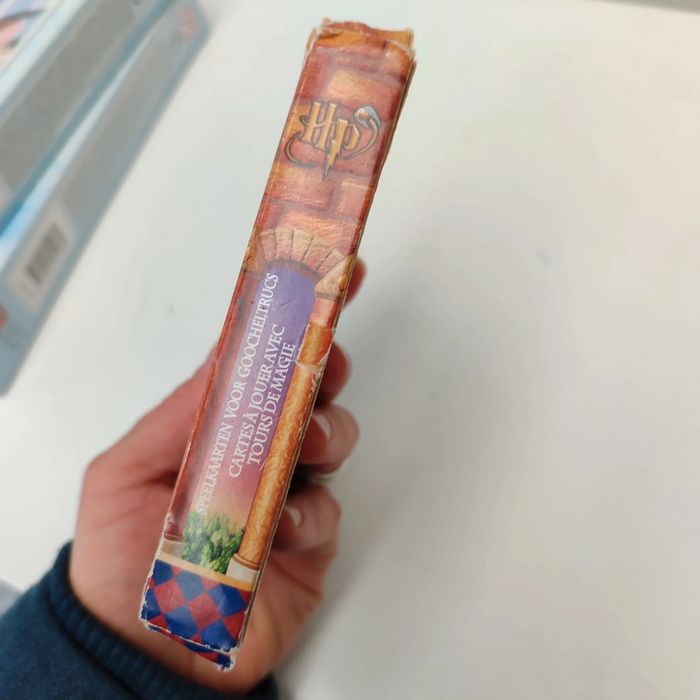 HP
SPEELKAARTEN VOOR GOOCHELTRUCS
CARTES À JOUER AVEC
TOURS DE MAGIE